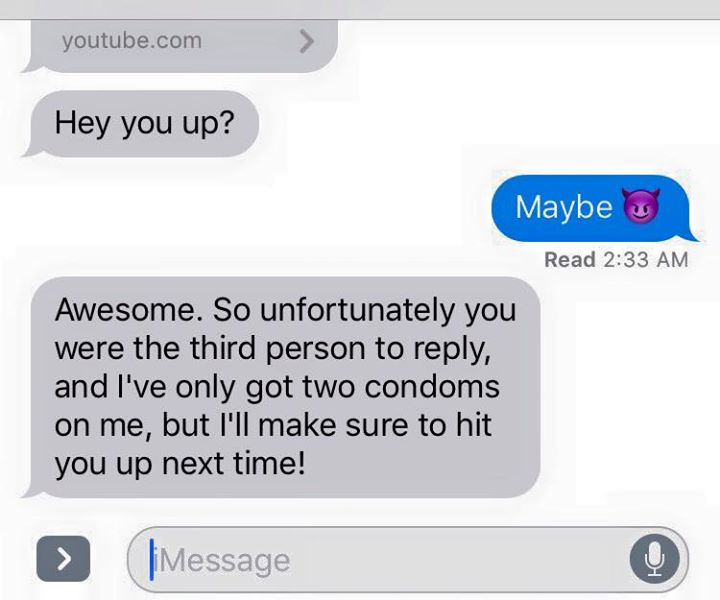 youtube.com
Hey you up?
Maybe 😈
Read 2:33 AM
Awesome. So unfortunately you
were the third person to reply,
and I've only got two condoms
on me, but I'll make sure to hit
you up next time!
iMessage